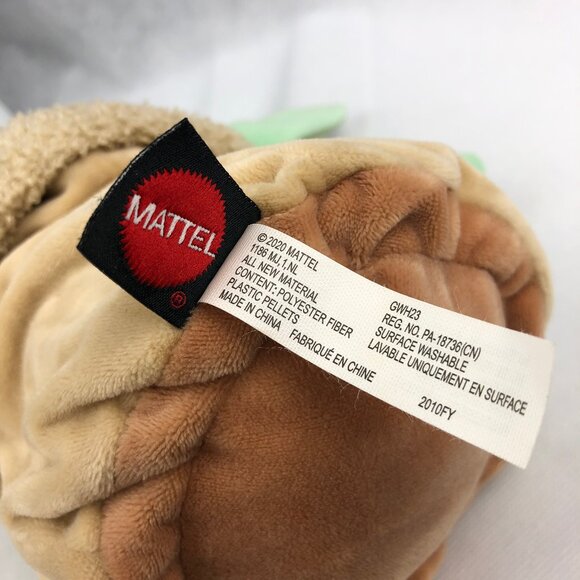 MATTEL
®
© 2020 MATTEL
1186 MJ,1,NL
ALL NEW MATERIAL
CONTENT: POLYESTER FIBER
PLASTIC PELLETS
MADE IN CHINA FABRIQUÉ EN CHINE
GWH23
REG. NO. PA-18736(CN)
SURFACE WASHABLE
LAVABLE UNIQUEMENT EN SURFACE
2010FY